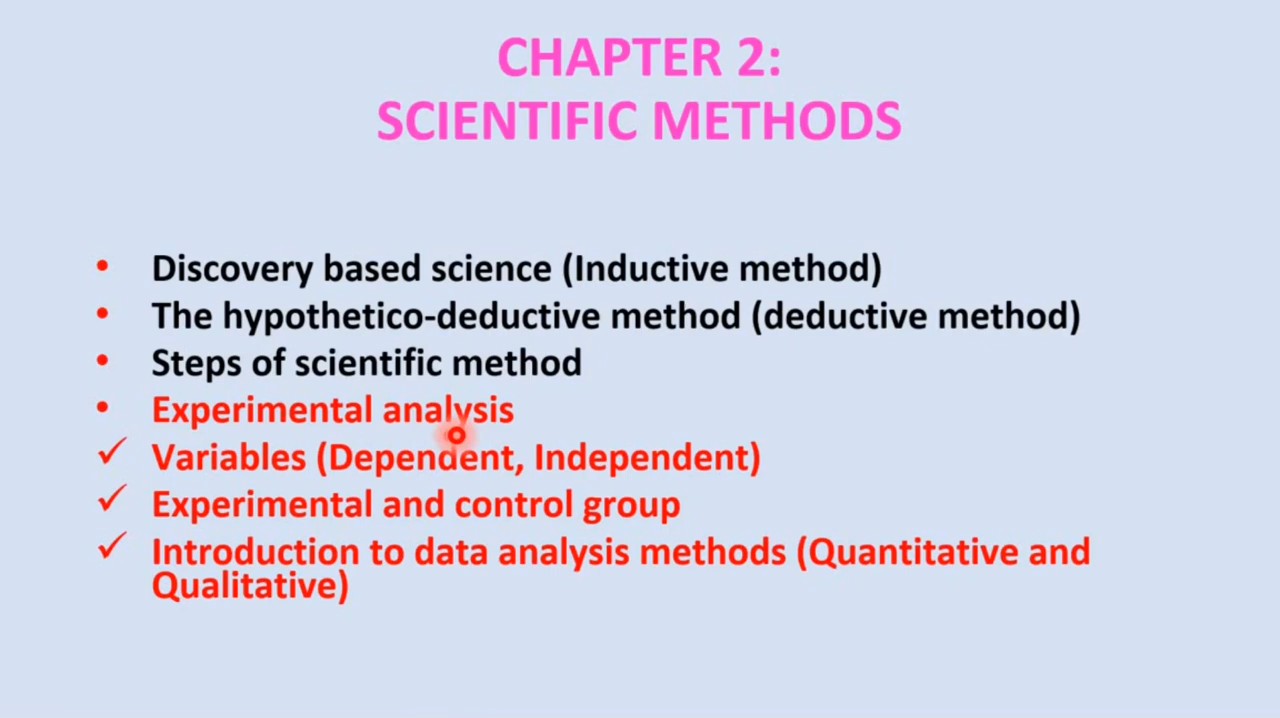 CHAPTER 2:
SCIENTIFIC METHODS
• Discovery based science (Inductive method)
• The hypothetico-deductive method (deductive method)
• Steps of scientific method
• Experimental analysis
✓ Variables (Dependent, Independent)
✓ Experimental and control group
✓ Introduction to data analysis methods (Quantitative and
Qualitative)